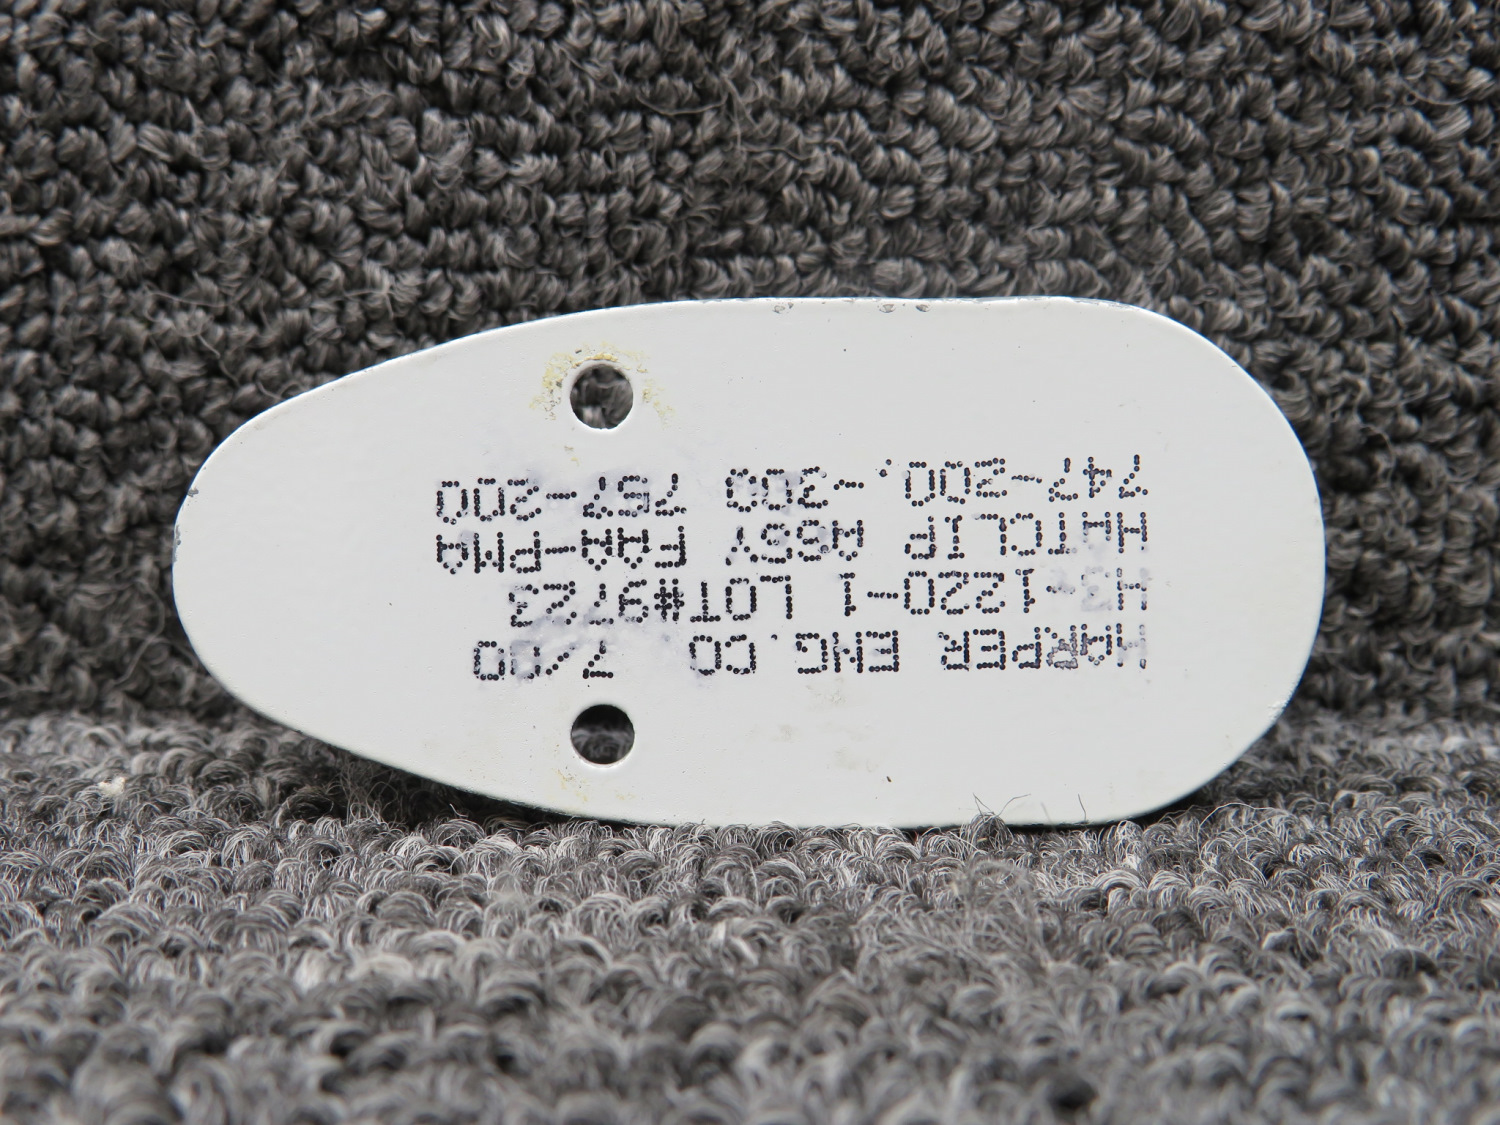 HARPER ENG.CO 7/00
H3-1220-1 LOT#9723
HATCLIP ASSY FAA-PMA
747-200,-300 757-200